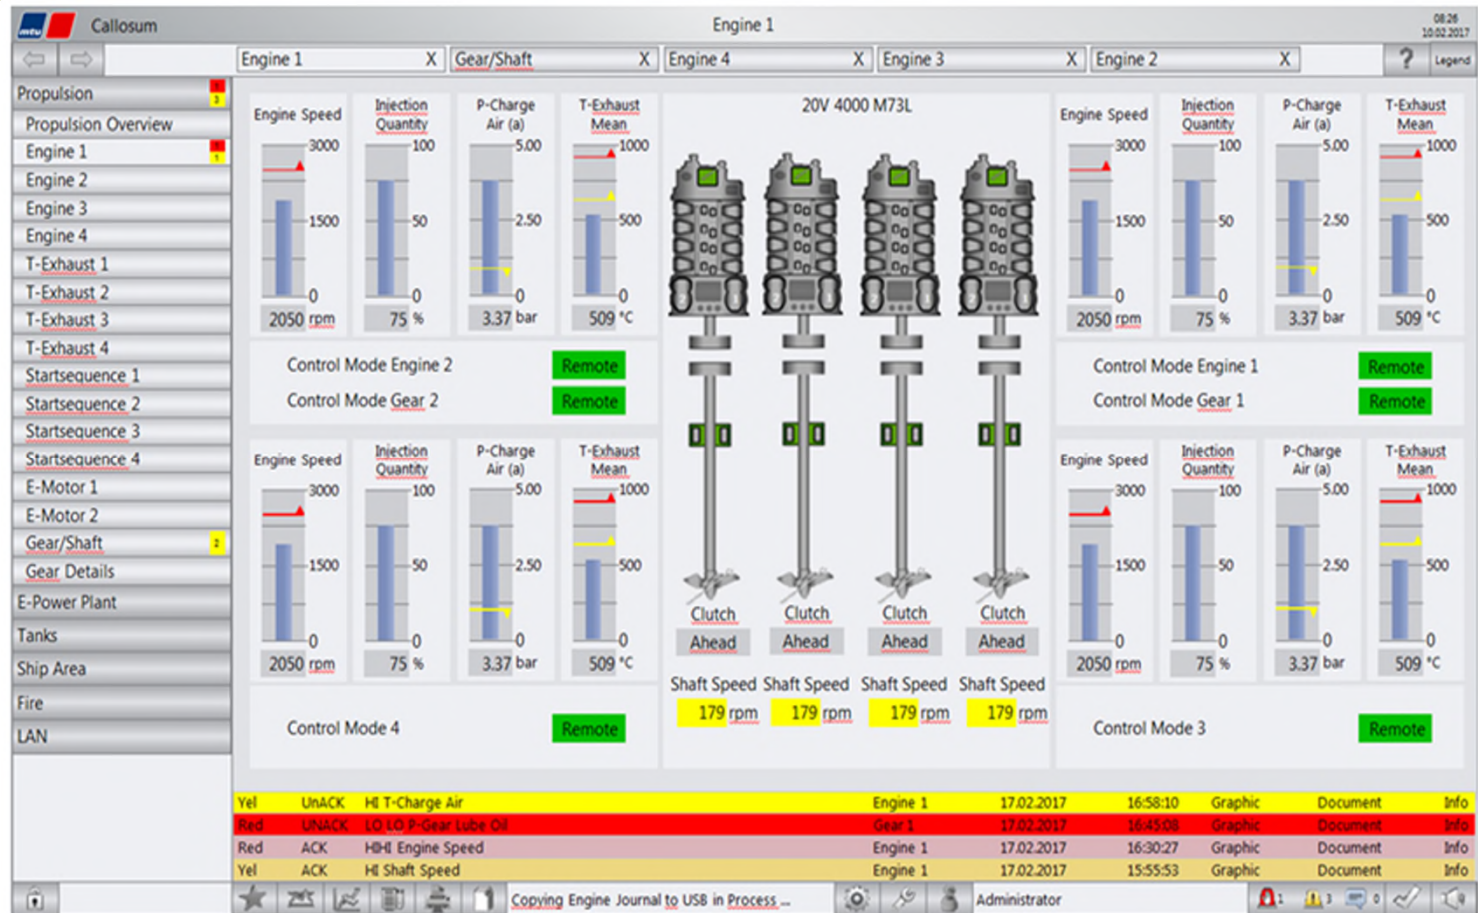 mtu Callosum Engine 1 08:26
10.02.2017
Engine 1 X Gear/Shaft X Engine 4 X Engine 3 X Engine 2 X ? Legend
Propulsion 1 3
Propulsion Overview
Engine 1 1 1
Engine 2
Engine 3
Engine 4
T-Exhaust 1
T-Exhaust 2
T-Exhaust 3
T-Exhaust 4
Startsequence 1
Startsequence 2
Startsequence 3
Startsequence 4
E-Motor 1
E-Motor 2
Gear/Shaft 2
Gear Details
E-Power Plant
Tanks
Ship Area
Fire
LAN
Engine Speed Injection Quantity P-Charge Air (a) T-Exhaust Mean
3000 100 5.00 1000
1500 50 2.50 500
0 0 0 0
2050 rpm 75 % 3.37 bar 509 °C
Control Mode Engine 2 Remote
Control Mode Gear 2 Remote
Engine Speed Injection Quantity P-Charge Air (a) T-Exhaust Mean
3000 100 5.00 1000
1500 50 2.50 500
0 0 0 0
2050 rpm 75 % 3.37 bar 509 °C
Control Mode 4 Remote
20V 4000 M73L
2 1 2 1 2 1 2 1
Clutch Clutch Clutch Clutch
Ahead Ahead Ahead Ahead
Shaft Speed Shaft Speed Shaft Speed Shaft Speed
179 rpm 179 rpm 179 rpm 179 rpm
Engine Speed Injection Quantity P-Charge Air (a) T-Exhaust Mean
3000 100 5.00 1000
1500 50 2.50 500
0 0 0 0
2050 rpm 75 % 3.37 bar 509 °C
Control Mode Engine 1 Remote
Control Mode Gear 1 Remote
Engine Speed Injection Quantity P-Charge Air (a) T-Exhaust Mean
3000 100 5.00 1000
1500 50 2.50 500
0 0 0 0
2050 rpm 75 % 3.37 bar 509 °C
Control Mode 3 Remote
Yel UnACK HI T-Charge Air Engine 1 17.02.2017 16:58:10 Graphic Document Info
Red UNACK LO LO P-Gear Lube Oil Gear 1 17.02.2017 16:45:08 Graphic Document Info
Red ACK HIHI Engine Speed Engine 1 17.02.2017 16:30:27 Graphic Document Info
Yel ACK HI Shaft Speed Engine 1 17.02.2017 15:55:53 Graphic Document Info
Copying Engine Journal to USB in Process ... Administrator 1 3 0